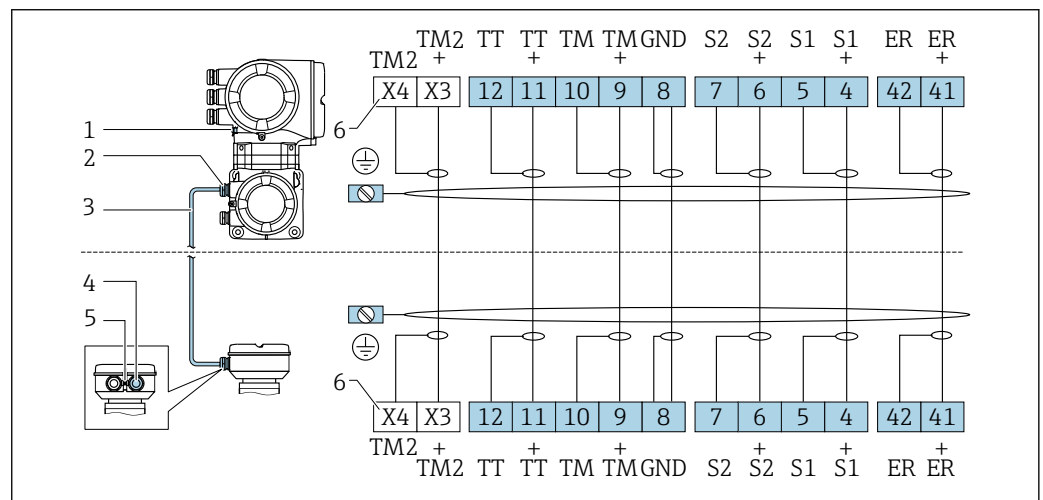 TM2 TT TT TM TM GND S2 S2 S1 S1 ER ER
TM2 + + + + + +
X4 X3 12 11 10 9 8 7 6 5 4 42 41
6
1
2
3
4
5
6
X4 X3 12 11 10 9 8 7 6 5 4 42 41
TM2 + + + + + +
TM2 TT TT TM TM GND S2 S2 S1 S1 ER ER